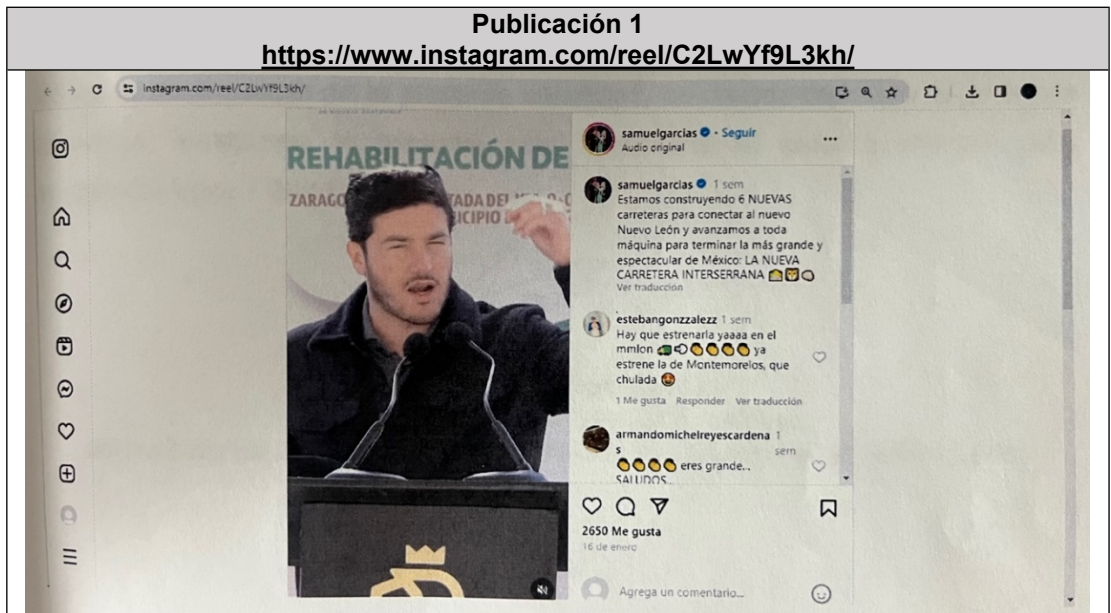 Publicación 1
https://www.instagram.com/reel/C2LwYf9L3kh/
instagram.com/reel/C2LwYf9L3kh/
REHABILITACIÓN DE
ZARAGO
samuelgarcias - Seguir
Audio original
samuelgarcias 1 sem
Estamos construyendo 6 NUEVAS
carreteras para conectar al nuevo
Nuevo León y avanzamos a toda
máquina para terminar la más grande y
espectacular de México: LA NUEVA
CARRETERA INTERSERRANA
Ver traducción
estebangonzzalezz 1 sem
Hay que estrenarla yaaaa en el
mmlon ya
estrene la de Montemorelos, que
chulada
1 Me gusta Responder Ver traducción
armandomichelreyescardena 1
s sem
eres grande..
SALUDOS..
2650 Me gusta
16 de enero
Agrega un comentario...